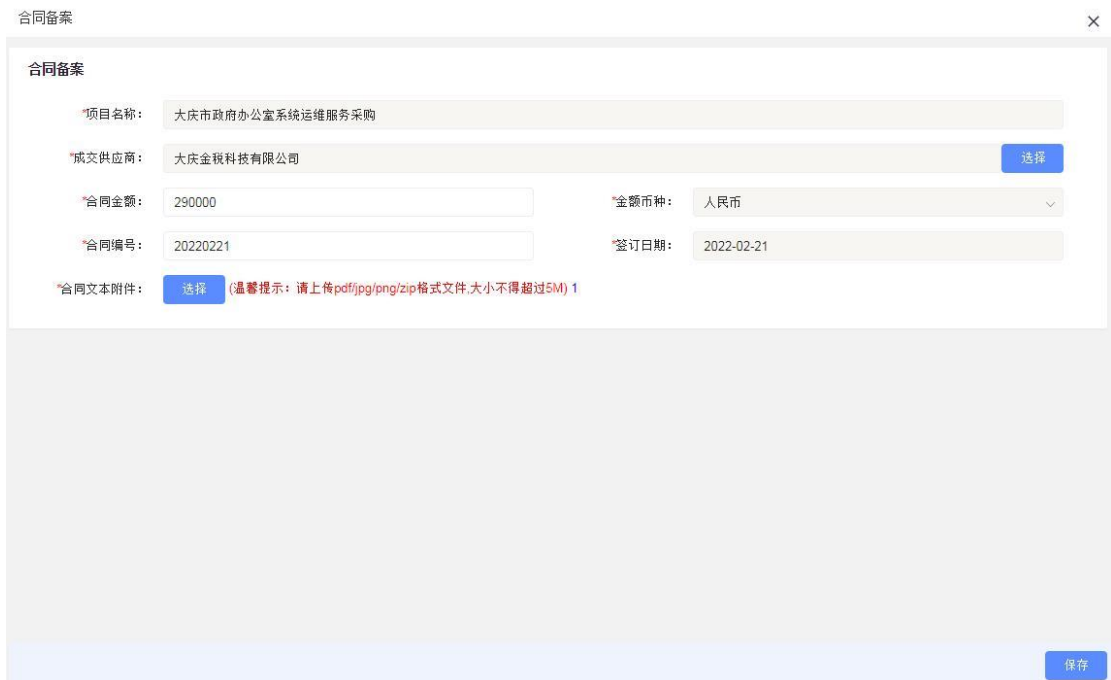 合同备案
合同备案
*项目名称： 大庆市政府办公室系统运维服务采购
*成交供应商： 大庆金税科技有限公司 选择
*合同金额： 290000 *金额币种： 人民币
*合同编号： 20220221 *签订日期： 2022-02-21
*合同文本附件： 选择 (温馨提示：请上传pdf/jpg/png/zip格式文件,大小不得超过5M) 1
保存